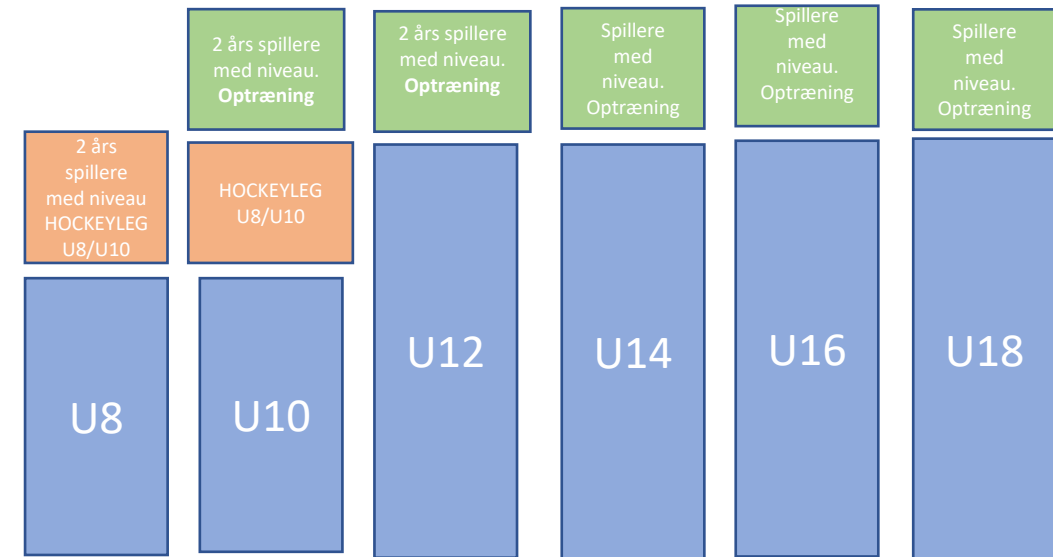 2 års spillere
med niveau.
Optræning
2 års spillere
med niveau.
Optræning
Spillere
med
niveau.
Optræning
Spillere
med
niveau.
Optræning
Spillere
med
niveau.
Optræning
2 års
spillere
med niveau
HOCKEYLEG
U8/U10
HOCKEYLEG
U8/U10
U8
U10
U12
U14
U16
U18